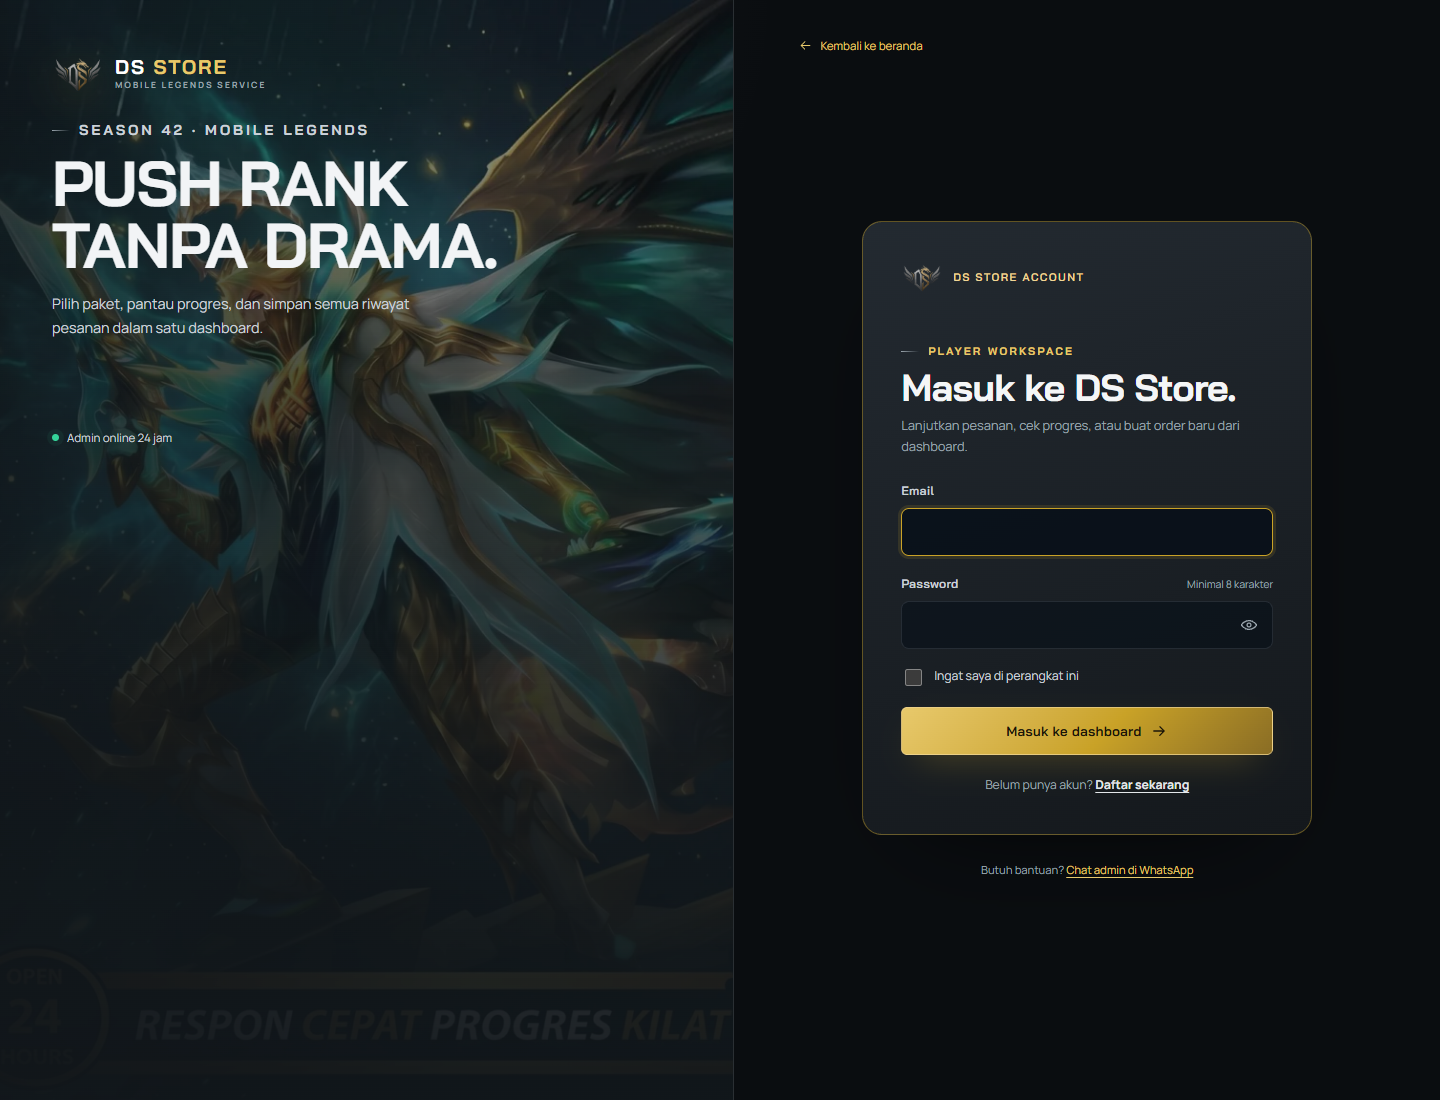 DS STORE
MOBILE LEGENDS SERVICE
SEASON 42 · MOBILE LEGENDS
PUSH RANK
TANPA DRAMA.
Pilih paket, pantau progres, dan simpan semua riwayat
pesanan dalam satu dashboard.
Admin online 24 jam
OPEN
24
HOURS
RESPON CEPAT PROGRES KILAT
← Kembali ke beranda
DS STORE ACCOUNT
PLAYER WORKSPACE
Masuk ke DS Store.
Lanjutkan pesanan, cek progres, atau buat order baru dari
dashboard.
Email
Password Minimal 8 karakter
Ingat saya di perangkat ini
Masuk ke dashboard →
Belum punya akun? Daftar sekarang
Butuh bantuan? Chat admin di WhatsApp